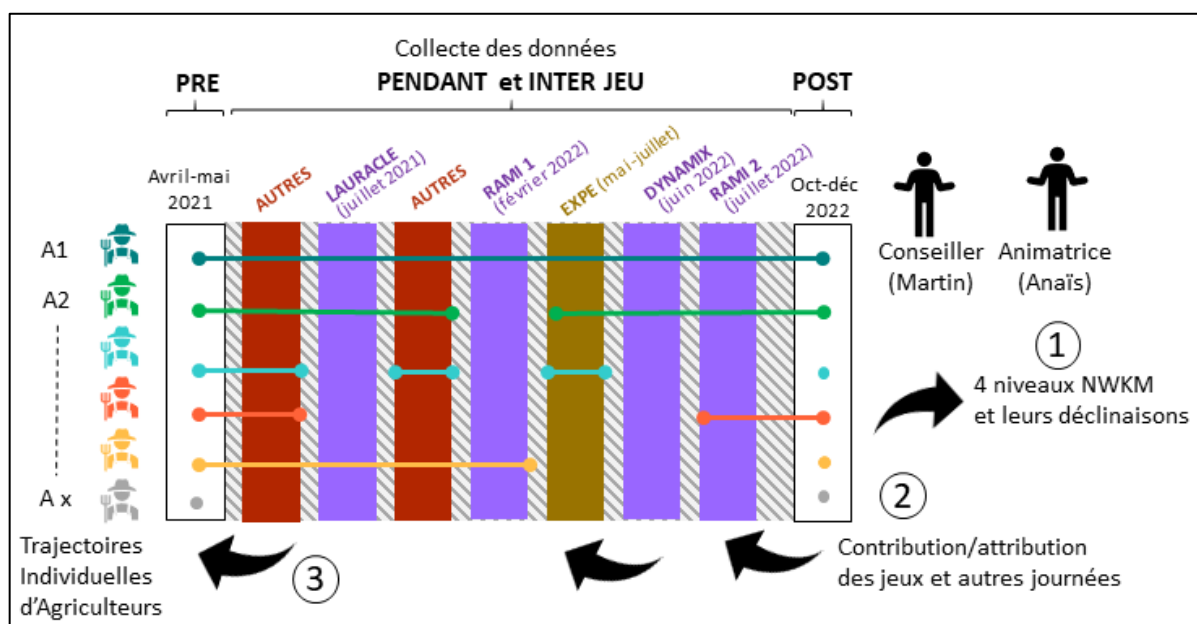 Collecte des données
PRE
PENDANT et INTER JEU
POST
Avril-mai
2021
AUTRES
LAURACLE
(juillet 2021)
AUTRES
RAMI 1
(février 2022)
EXPE (mai-juillet)
DYNAMIX
(juin 2022)
RAMI 2
(juillet 2022)
Oct-déc
2022
A1
A2
A x
Conseiller
(Martin)
Animatrice
(Anaïs)
1
4 niveaux NWKM
et leurs déclinaisons
2
Contribution/attribution
des jeux et autres journées
3
Trajectoires
Individuelles
d'Agriculteurs